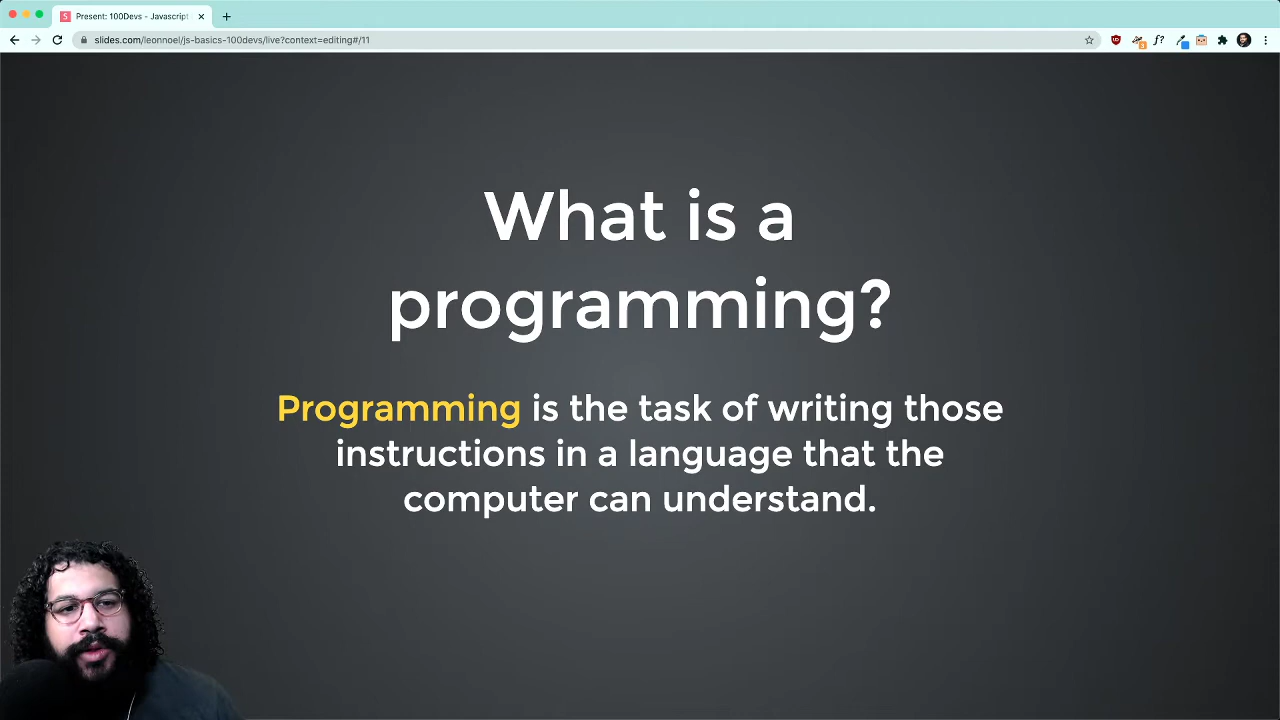 Present: 100Devs - Javascript
slides.com/leonnoel/js-basics-100devs/live?context=editing#/11
What is a
programming?
Programming is the task of writing those
instructions in a language that the
computer can understand.